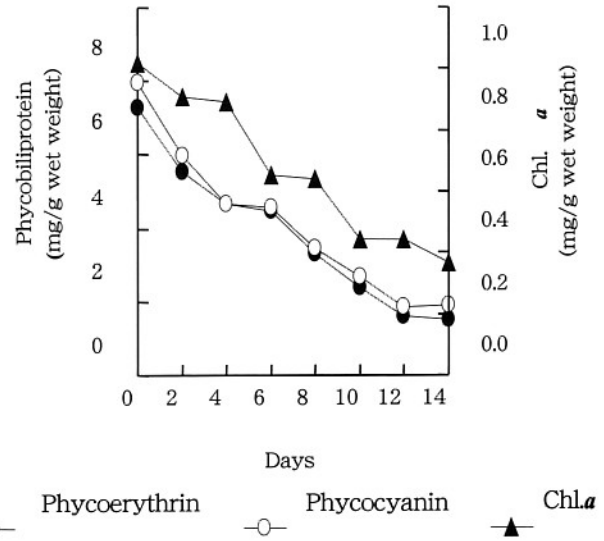 Phycobiliprotein
(mg/g wet weight)
8
6
4
2
0
1.0
0.8
0.6
0.4
0.2
0.0
Chl. a
(mg/g wet weight)
0 2 4 6 8 10 12 14
Days
Phycoerythrin Phycocyanin Chl.a